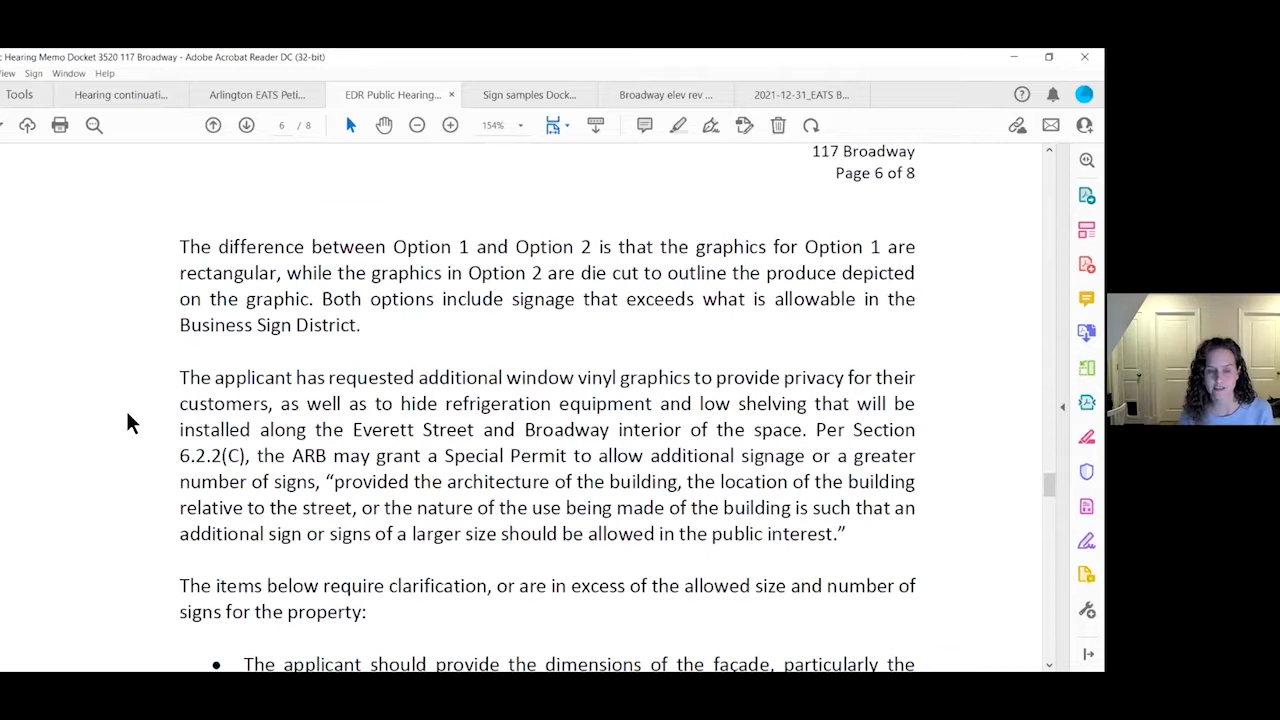 c Hearing Memo Docket 3520 117 Broadway - Adobe Acrobat Reader DC (32-bit)
View Sign Window Help
Tools Hearing continuati... Arlington EATS Peti... EDR Public Hearing... × Sign samples Dock... Broadway elev rev ... 2021-12-31_EATS B...
6 / 8 154%
117 Broadway
Page 6 of 8
The difference between Option 1 and Option 2 is that the graphics for Option 1 are
rectangular, while the graphics in Option 2 are die cut to outline the produce depicted
on the graphic. Both options include signage that exceeds what is allowable in the
Business Sign District.
The applicant has requested additional window vinyl graphics to provide privacy for their
customers, as well as to hide refrigeration equipment and low shelving that will be
installed along the Everett Street and Broadway interior of the space. Per Section
6.2.2(C), the ARB may grant a Special Permit to allow additional signage or a greater
number of signs, “provided the architecture of the building, the location of the building
relative to the street, or the nature of the use being made of the building is such that an
additional sign or signs of a larger size should be allowed in the public interest.”
The items below require clarification, or are in excess of the allowed size and number of
signs for the property:
● The applicant should provide the dimensions of the façade, particularly the